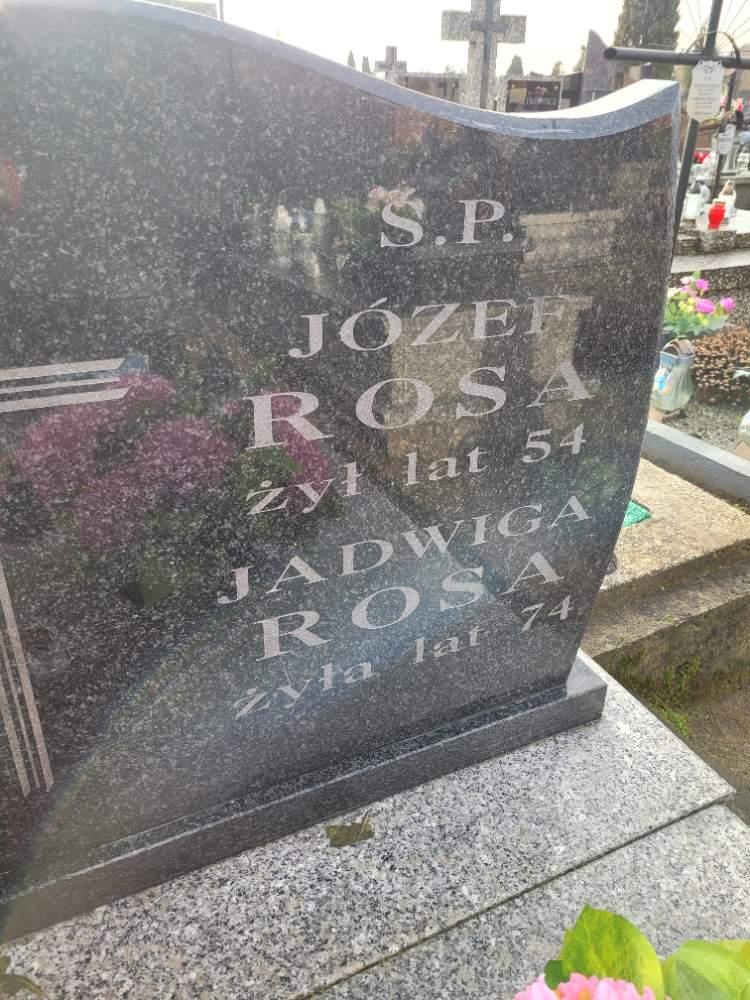 Ś.P.
JÓZEF
ROSA
żył lat 54
JADWIGA
ROSA
żyła lat 74